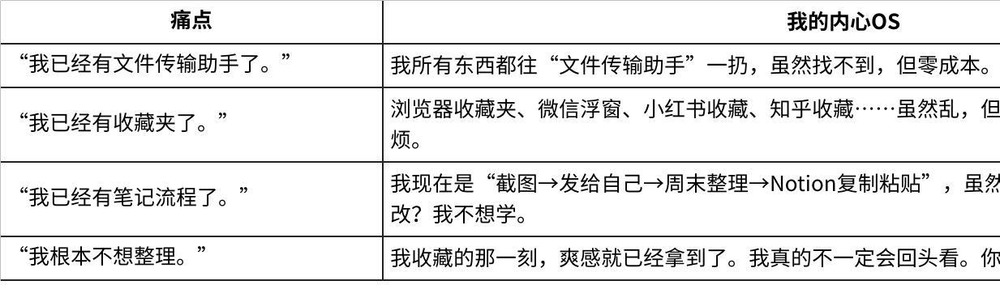 痛点 我的内心OS
“我已经有文件传输助手了。” 我所有东西都往“文件传输助手”一扔，虽然找不到，但零成本。
“我已经有收藏夹了。” 浏览器收藏夹、微信浮窗、小红书收藏、知乎收藏……虽然乱，但
烦。
“我已经有笔记流程了。” 我现在是“截图→发给自己→周末整理→Notion复制粘贴”，虽然
改？我不想学。
“我根本不想整理。” 我收藏的那一刻，爽感就已经拿到了。我真的不一定会回头看。你